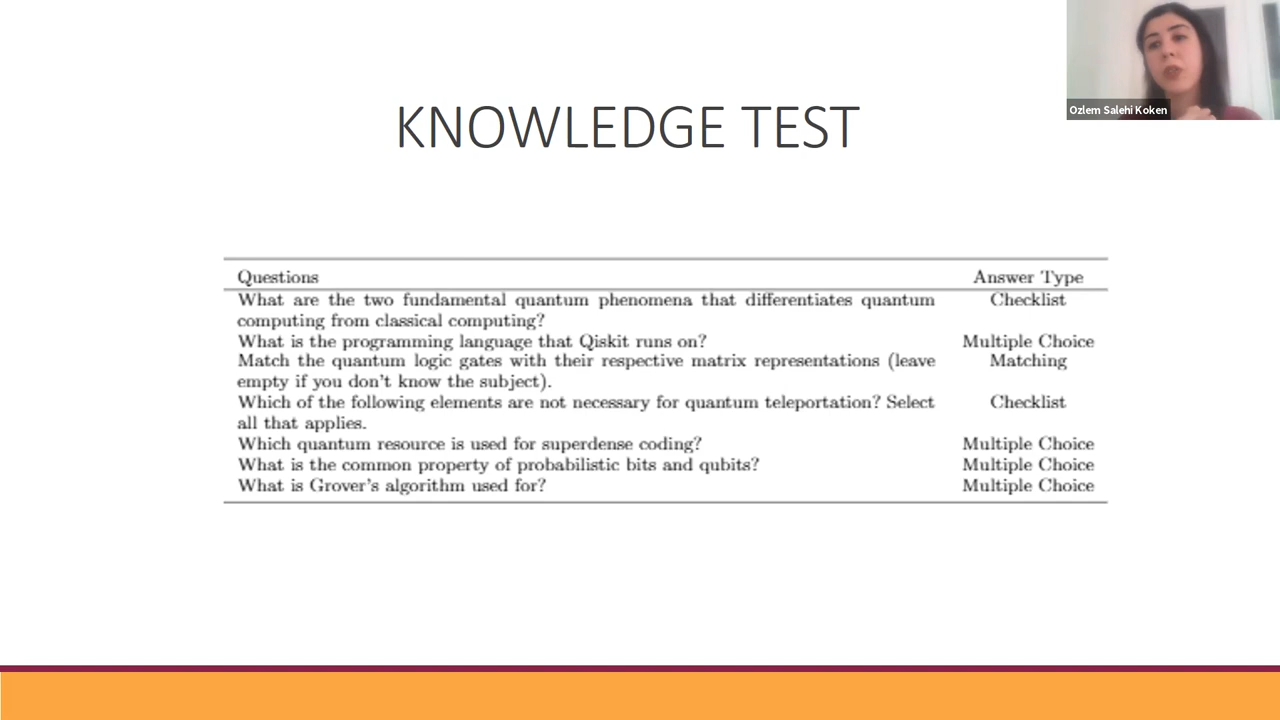 Ozlem Salehi Koken
KNOWLEDGE TEST
Questions Answer Type
What are the two fundamental quantum phenomena that differentiates quantum Checklist
computing from classical computing?
What is the programming language that Qiskit runs on? Multiple Choice
Match the quantum logic gates with their respective matrix representations (leave Matching
empty if you don't know the subject).
Which of the following elements are not necessary for quantum teleportation? Select Checklist
all that applies.
Which quantum resource is used for superdense coding? Multiple Choice
What is the common property of probabilistic bits and qubits? Multiple Choice
What is Grover's algorithm used for? Multiple Choice